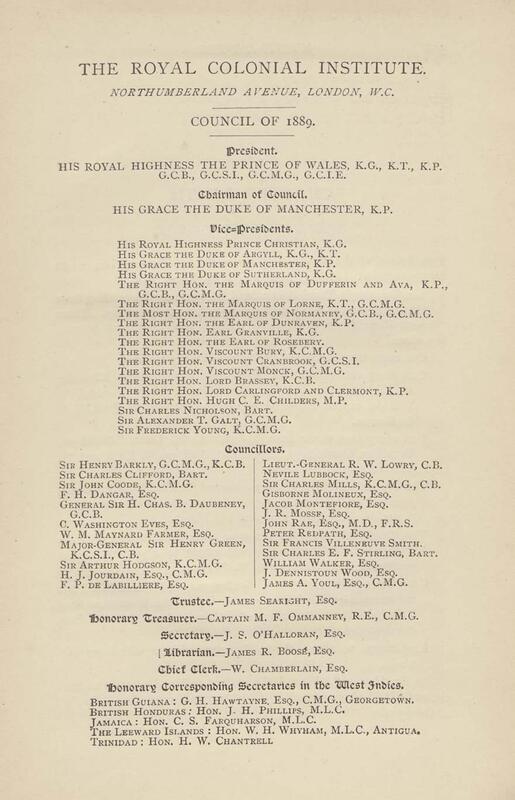 THE ROYAL COLONIAL INSTITUTE.
NORTHUMBERLAND AVENUE, LONDON, W.C.
COUNCIL OF 1889.
President.
HIS ROYAL HIGHNESS THE PRINCE OF WALES, K.G., K.T., K.P.
G.C.B., G.C.S.I., G.C.M.G., G.C.I.E.
Chairman of Council.
HIS GRACE THE DUKE OF MANCHESTER, K.P.
Vice-Presidents.
HIS ROYAL HIGHNESS PRINCE CHRISTIAN, K.G.
HIS GRACE THE DUKE OF ARGYLL, K.G., K.T.
HIS GRACE THE DUKE OF MANCHESTER, K.P.
HIS GRACE THE DUKE OF SUTHERLAND, K.G.
THE RIGHT HON. THE MARQUIS OF DUFFERIN AND AVA, K.P.,
G.C.B., G.C.M.G.
THE RIGHT HON. THE MARQUIS OF LORNE, K.T., G.C.M.G.
THE MOST HON. THE MARQUIS OF NORMANBY, G.C.B., G.C.M.G.
THE RIGHT HON. THE EARL OF DUNRAVEN, K.P.
THE RIGHT HON. EARL GRANVILLE, K.G.
THE RIGHT HON. THE EARL OF ROSEBERY.
THE RIGHT HON. VISCOUNT BURY, K.C.M.G.
THE RIGHT HON. VISCOUNT CRANBROOK, G.C.S.I.
THE RIGHT HON. VISCOUNT MONCK, G.C.M.G.
THE RIGHT HON. LORD BRASSEY, K.C.B.
THE RIGHT HON. LORD CARLINGFORD AND CLERMONT, K.P.
THE RIGHT HON. HUGH C. E. CHILDERS, M.P.
SIR CHARLES NICHOLSON, BART.
SIR ALEXANDER T. GALT, G.C.M.G.
SIR FREDERICK YOUNG, K.C.M.G.
Councillors.
SIR HENRY BARKLY, G.C.M.G., K.C.B.
SIR CHARLES CLIFFORD, BART.
SIR JOHN COODE, K.C.M.G.
F. H. DANGAR, ESQ.
GENERAL SIR H. CHAS. B. DAUBENEY,
G.C.B.
C. WASHINGTON EVES, ESQ.
W. M. MAYNARD FARMER, ESQ.
MAJOR-GENERAL SIR HENRY GREEN,
K.C.S.I., C.B.
SIR ARTHUR HODGSON, K.C.M.G.
H. J. JOURDAIN, ESQ., C.M.G.
F. P. DE LABILLIERE, ESQ.
LIEUT.-GENERAL R. W. LOWRY, C.B.
NEVILE LUBBOCK, ESQ.
SIR CHARLES MILLS, K.C.M.G., C.B.
GISBORNE MOLINEUX, ESQ.
JACOB MONTEFIORE, ESQ.
J. R. MOSSE, ESQ.
JOHN RAE, ESQ., M.D., F.R.S.
PETER REDPATH, ESQ.
SIR FRANCIS VILLENEUVE SMITH.
SIR CHARLES E. F. STIRLING, BART.
WILLIAM WALKER, ESQ.
J. DENNISTOUN WOOD, ESQ.
JAMES A. YOUL, ESQ., C.M.G.
Trustee.—JAMES SEARIGHT, ESQ.
Honorary Treasurer.—CAPTAIN M. F. OMMANNEY, R.E., C.M.G.
Secretary.—J. S. O'HALLORAN, ESQ.
Librarian.—JAMES R. BOOSÉ, ESQ.
Chief Clerk.—W. CHAMBERLAIN, ESQ.
Honorary Corresponding Secretaries in the West Indies.
BRITISH GUIANA: G. H. HAWTAYNE, ESQ., C.M.G., GEORGETOWN.
BRITISH HONDURAS: HON. J. H. PHILLIPS, M.L.C.
JAMAICA: HON. C. S. FARQUHARSON, M.L.C.
THE LEEWARD ISLANDS: HON. W. H. WHYHAM, M.L.C., ANTIGUA.
TRINIDAD: HON. H. W. CHANTRELL